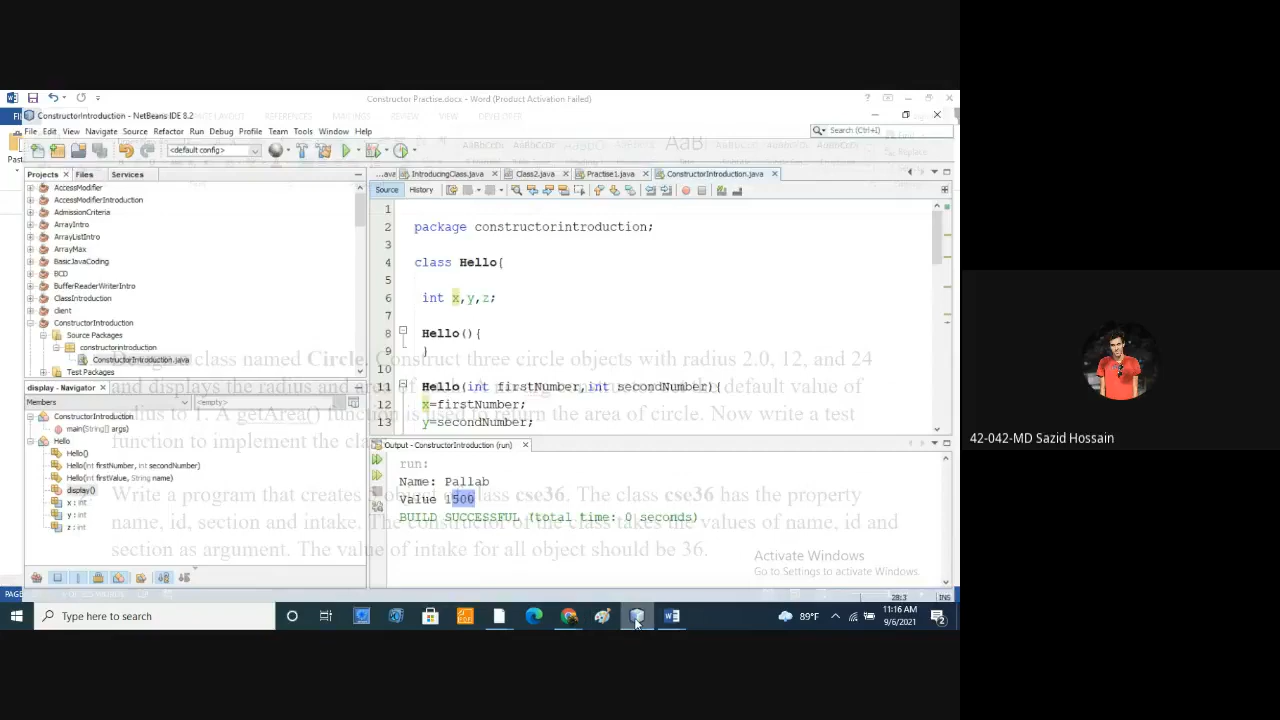 Constructor Practise.docx - Word (Product Activation Failed)
ConstructorIntroduction - NetBeans IDE 8.2
File Edit View Navigate Source Refactor Run Debug Profile Team Tools Window Help
Search (Ctrl+I)
<default config>
Projects Files Services
...ava IntroducingClass.java Class2.java Practise1.java ConstructorIntroduction.java
Source History
AccessModifier
AccessModifierIntroduction
AdmissionCriteria
ArrayIntro
ArrayListIntro
ArrayMax
BasicJavaCoding
BCD
BufferReaderWriterIntro
ClassIntroduction
client
ConstructorIntroduction
Source Packages
constructorintroduction
ConstructorIntroduction.java
Test Packages
1
2 package constructorintroduction;
3
4 class Hello{
5
6 int x,y,z;
7
8 Hello(){
9 }
10
11 Hello(int firstNumber,int secondNumber){
12 x=firstNumber;
13 y=secondNumber;
class named Circle. Construct three circle objects with radius 2.0, 12, and 24
and displays the radius and area
default value of
radius to 1. A getArea() function is used to return the area of circle. Now write a test
function to implement the cla
display - Navigator
Members <empty>
ConstructorIntroduction
main(String[] args)
Hello
Hello()
Hello(int firstNumber, int secondNumber)
Hello(int firstValue, String name)
display()
x : int
y : int
z : int
Output - ConstructorIntroduction (run)
run:
Name: Pallab
Value 1500
BUILD SUCCESSFUL (total time: 0 seconds)
Write a program that creates class cse36. The class cse36 has the property
name, id, section and intake. The constructor of the class takes the values of name, id and
section as argument. The value of intake for all object should be 36.
Activate Windows
Go to Settings to activate Windows.
28:3 INS
Type here to search
89°F
11:16 AM
9/6/2021
2
42-042-MD Sazid Hossain